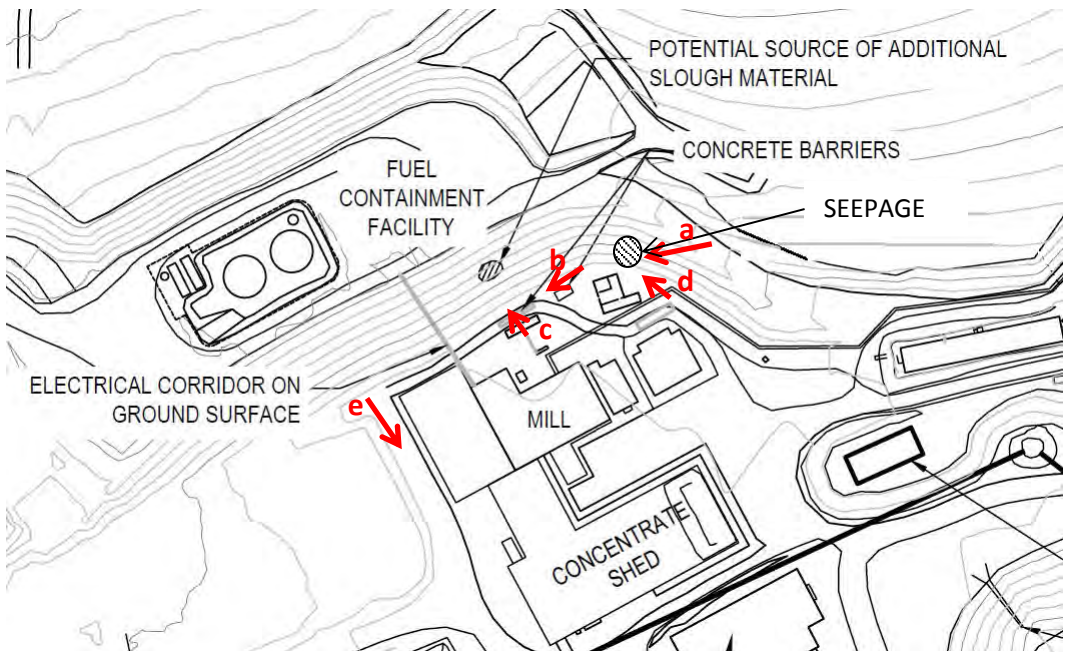 POTENTIAL SOURCE OF ADDITIONAL
SLOUGH MATERIAL
CONCRETE BARRIERS
FUEL
CONTAINMENT
FACILITY
SEEPAGE
a
b
d
c
ELECTRICAL CORRIDOR ON
GROUND SURFACE
e
MILL
CONCENTRATE
SHED